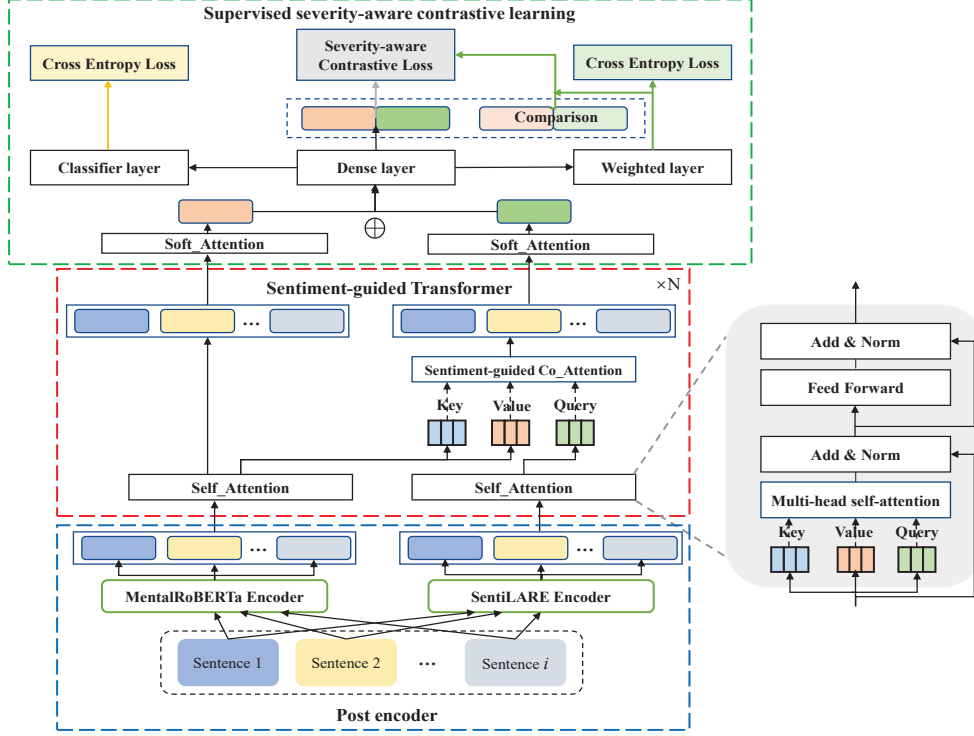 Supervised severity-aware contrastive learning
Cross Entropy Loss
Severity-aware
Contrastive Loss
Cross Entropy Loss
Comparison
Classifier layer
Dense layer
Weighted layer
Soft_Attention
Soft_Attention
Sentiment-guided Transformer
×N
...
...
Sentiment-guided Co_Attention
Key
Value
Query
Self_Attention
Self_Attention
Add & Norm
Feed Forward
Add & Norm
Multi-head self-attention
Key
Value
Query
...
...
MentalRoBERTa Encoder
SentiLARE Encoder
Sentence 1
Sentence 2
...
Sentence i
Post encoder